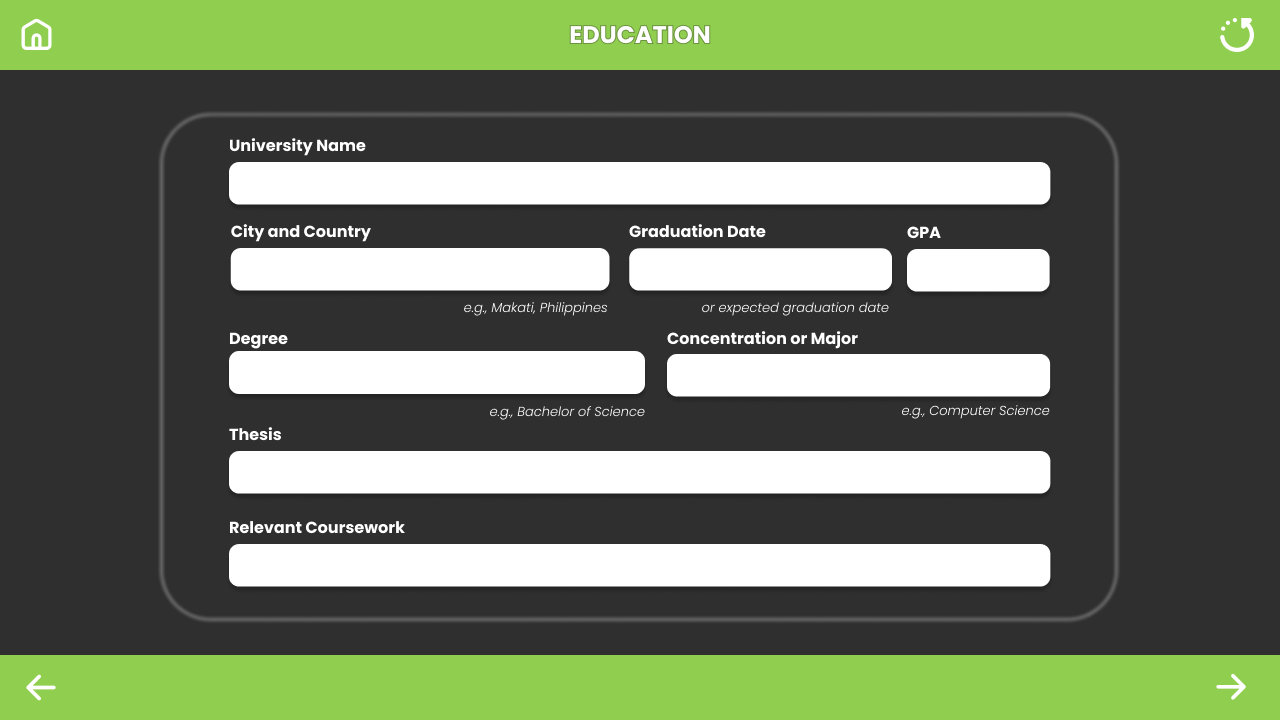 EDUCATION
University Name
City and Country
Graduation Date
GPA
e.g., Makati, Philippines
or expected graduation date
Degree
Concentration or Major
e.g., Bachelor of Science
e.g., Computer Science
Thesis
Relevant Coursework